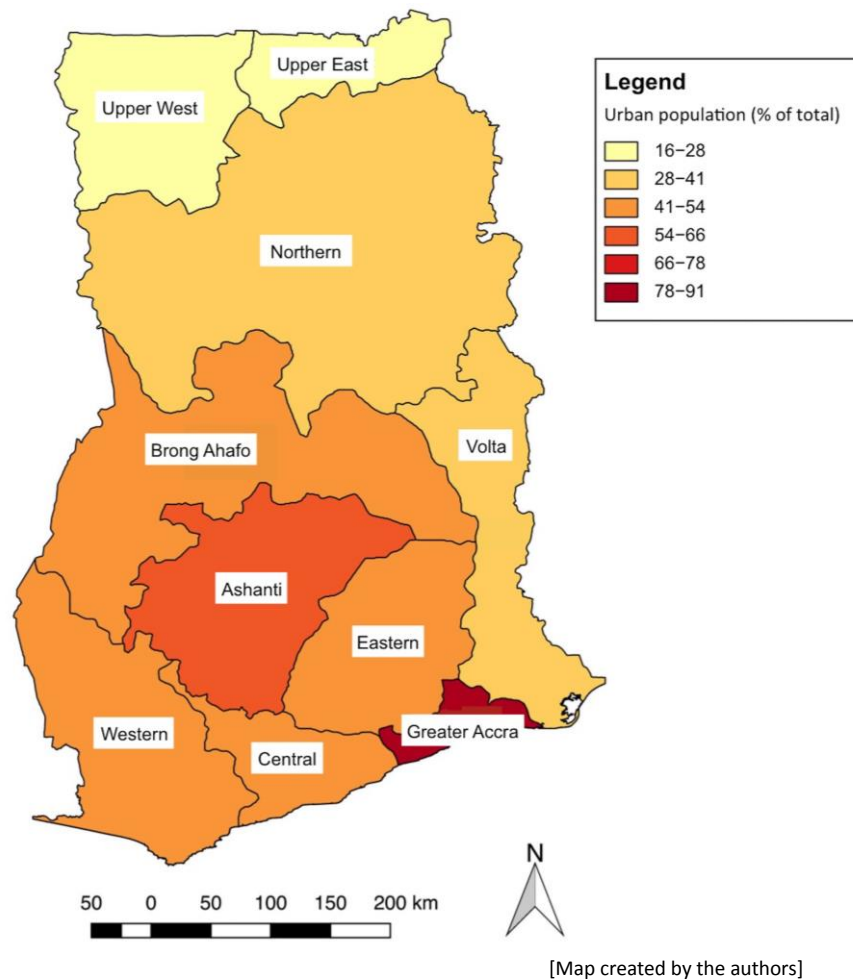 Upper East
Upper West
Northern
Brong Ahafo
Volta
Ashanti
Eastern
Western
Central
Greater Accra
Legend
Urban population (% of total)
16−28
28−41
41−54
54−66
66−78
78−91
50 0 50 100 150 200 km
N
[Map created by the authors]